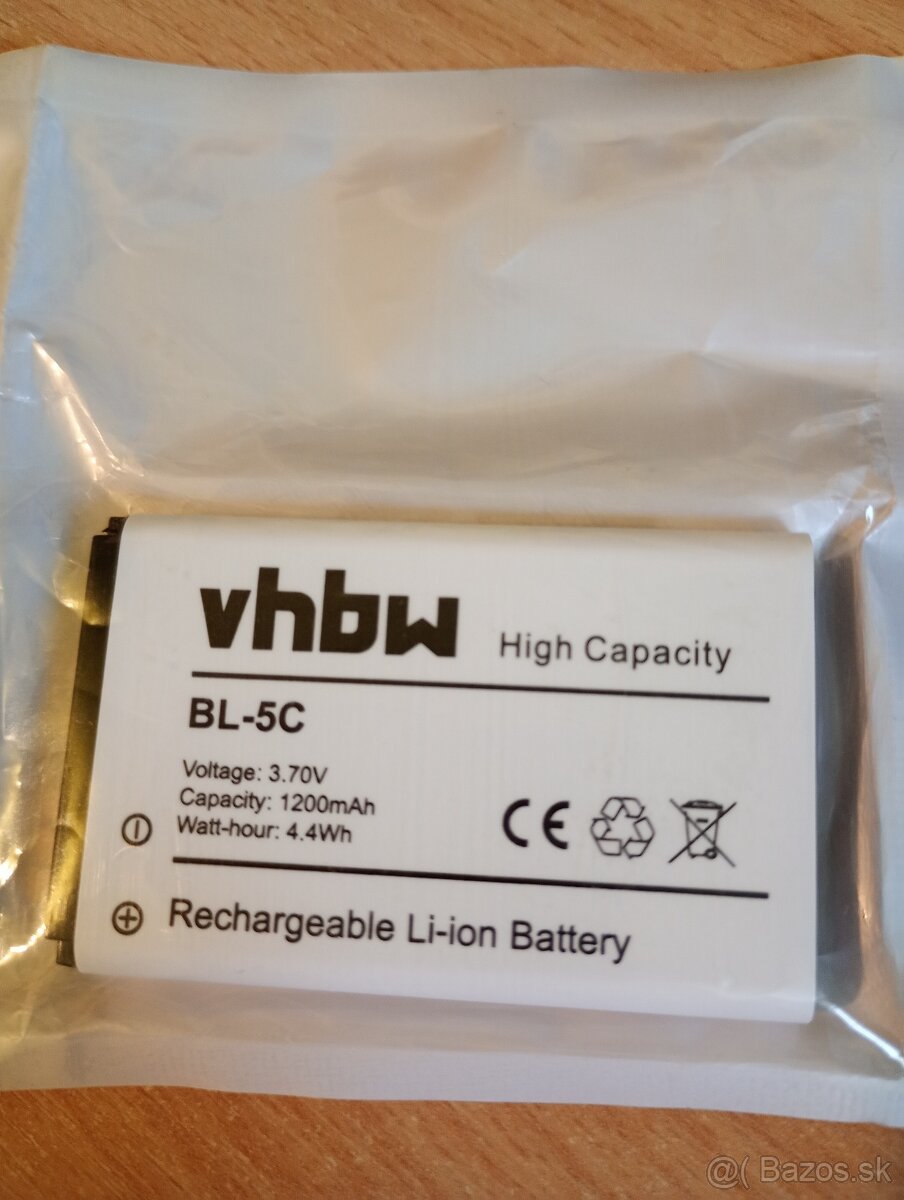 vhbw High Capacity
BL-5C
Voltage: 3.70V
Capacity: 1200mAh
Watt-hour: 4.4Wh
CE
Rechargeable Li-ion Battery
@( Bazos.sk